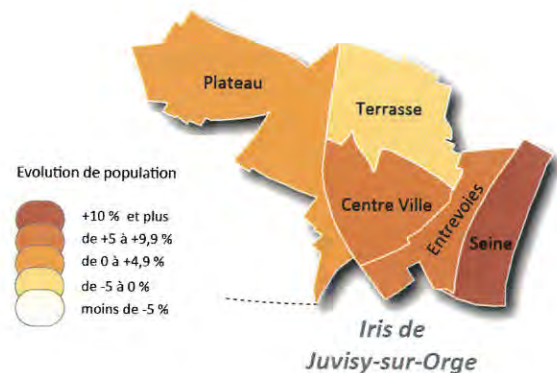 Plateau
Terrasse
Centre Ville
Entrevoies
Seine
Evolution de population
+10 % et plus
de +5 à +9,9 %
de 0 à +4,9 %
de -5 à 0 %
moins de -5 %
Iris de
Juvisy-sur-Orge